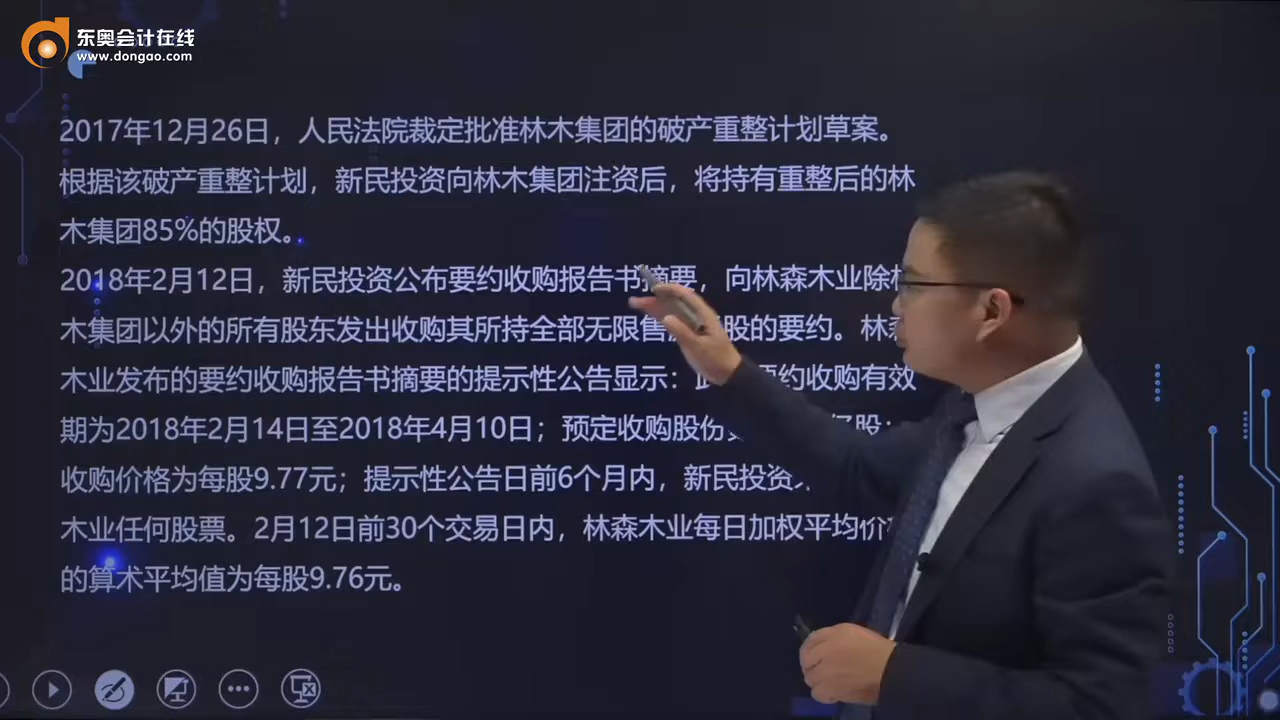 东奥会计在线
www.dongao.com
2017年12月26日，人民法院裁定批准林木集团的破产重整计划草案。
根据该破产重整计划，新民投资向林木集团注资后，将持有重整后的林
木集团85%的股权。
2018年2月12日，新民投资公布要约收购报告书摘要，向林森木业除
木集团以外的所有股东发出收购其所持全部无限售 股的要约。林
木业发布的要约收购报告书摘要的提示性公告显示： 约收购有效
期为2018年2月14日至2018年4月10日；预定收购股份 亿股；
收购价格为每股9.77元；提示性公告日前6个月内，新民投资
木业任何股票。2月12日前30个交易日内，林森木业每日加权平均价
的算术平均值为每股9.76元。